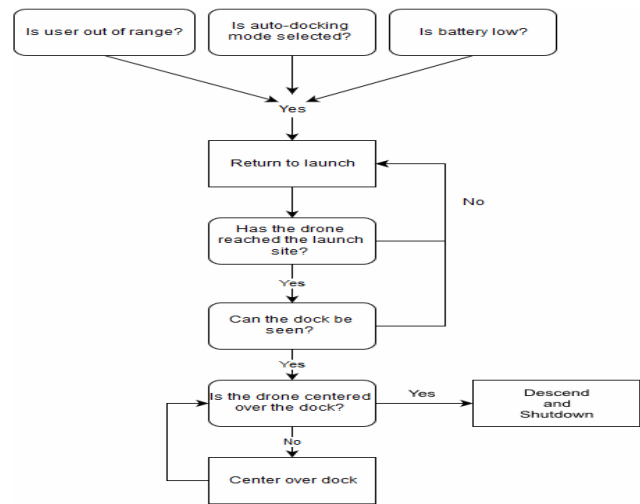 Is user out of range?
Is auto-docking
mode selected?
Is battery low?
Yes
Return to launch
No
Has the drone
reached the launch
site?
Yes
Can the dock be
seen?
Yes
Is the drone centered
over the dock?
Yes
Descend
and
Shutdown
No
Center over dock